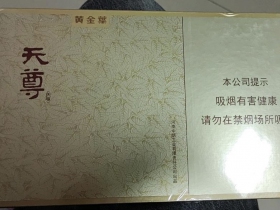 黄金叶
天尊
本公司提示
吸烟有害健康
请勿在禁烟场所吸